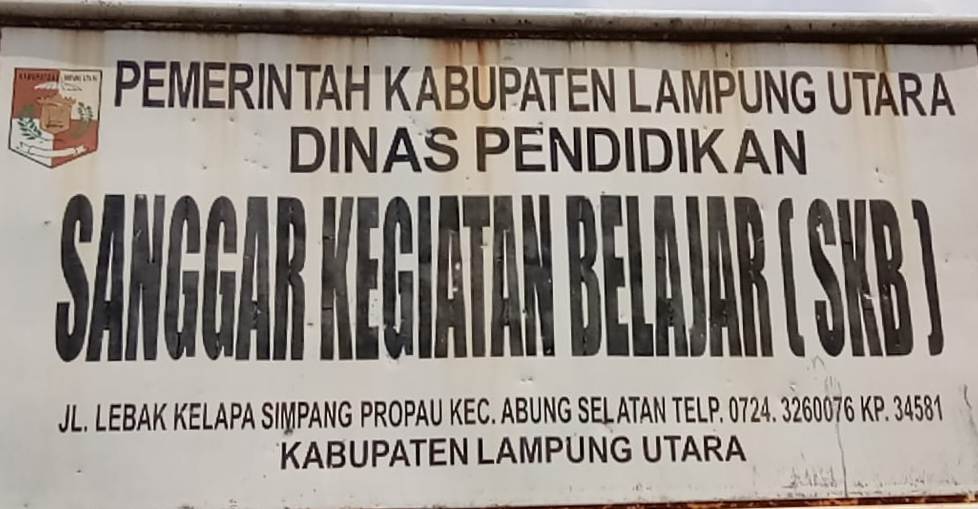 PEMERINTAH KABUPATEN LAMPUNG UTARA
DINAS PENDIDIKAN
SANGGAR KEGIATAN BELAJAR ( SKB )
JL. LEBAK KELAPA SIMPANG PROPAU KEC. ABUNG SELATAN TELP. 0724. 3260076 KP. 34581
KABUPATEN LAMPUNG UTARA